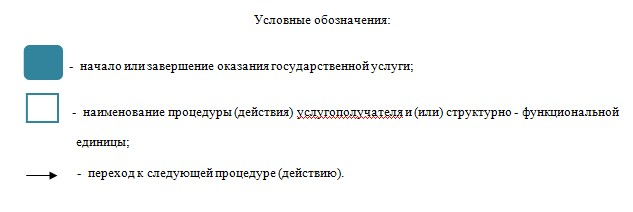 Условные обозначения:
- начало или завершение оказания государственной услуги;
- наименование процедуры (действия) услугополучателя и (или) структурно - функциональной
единицы;
- переход к следующей процедуре (действию).